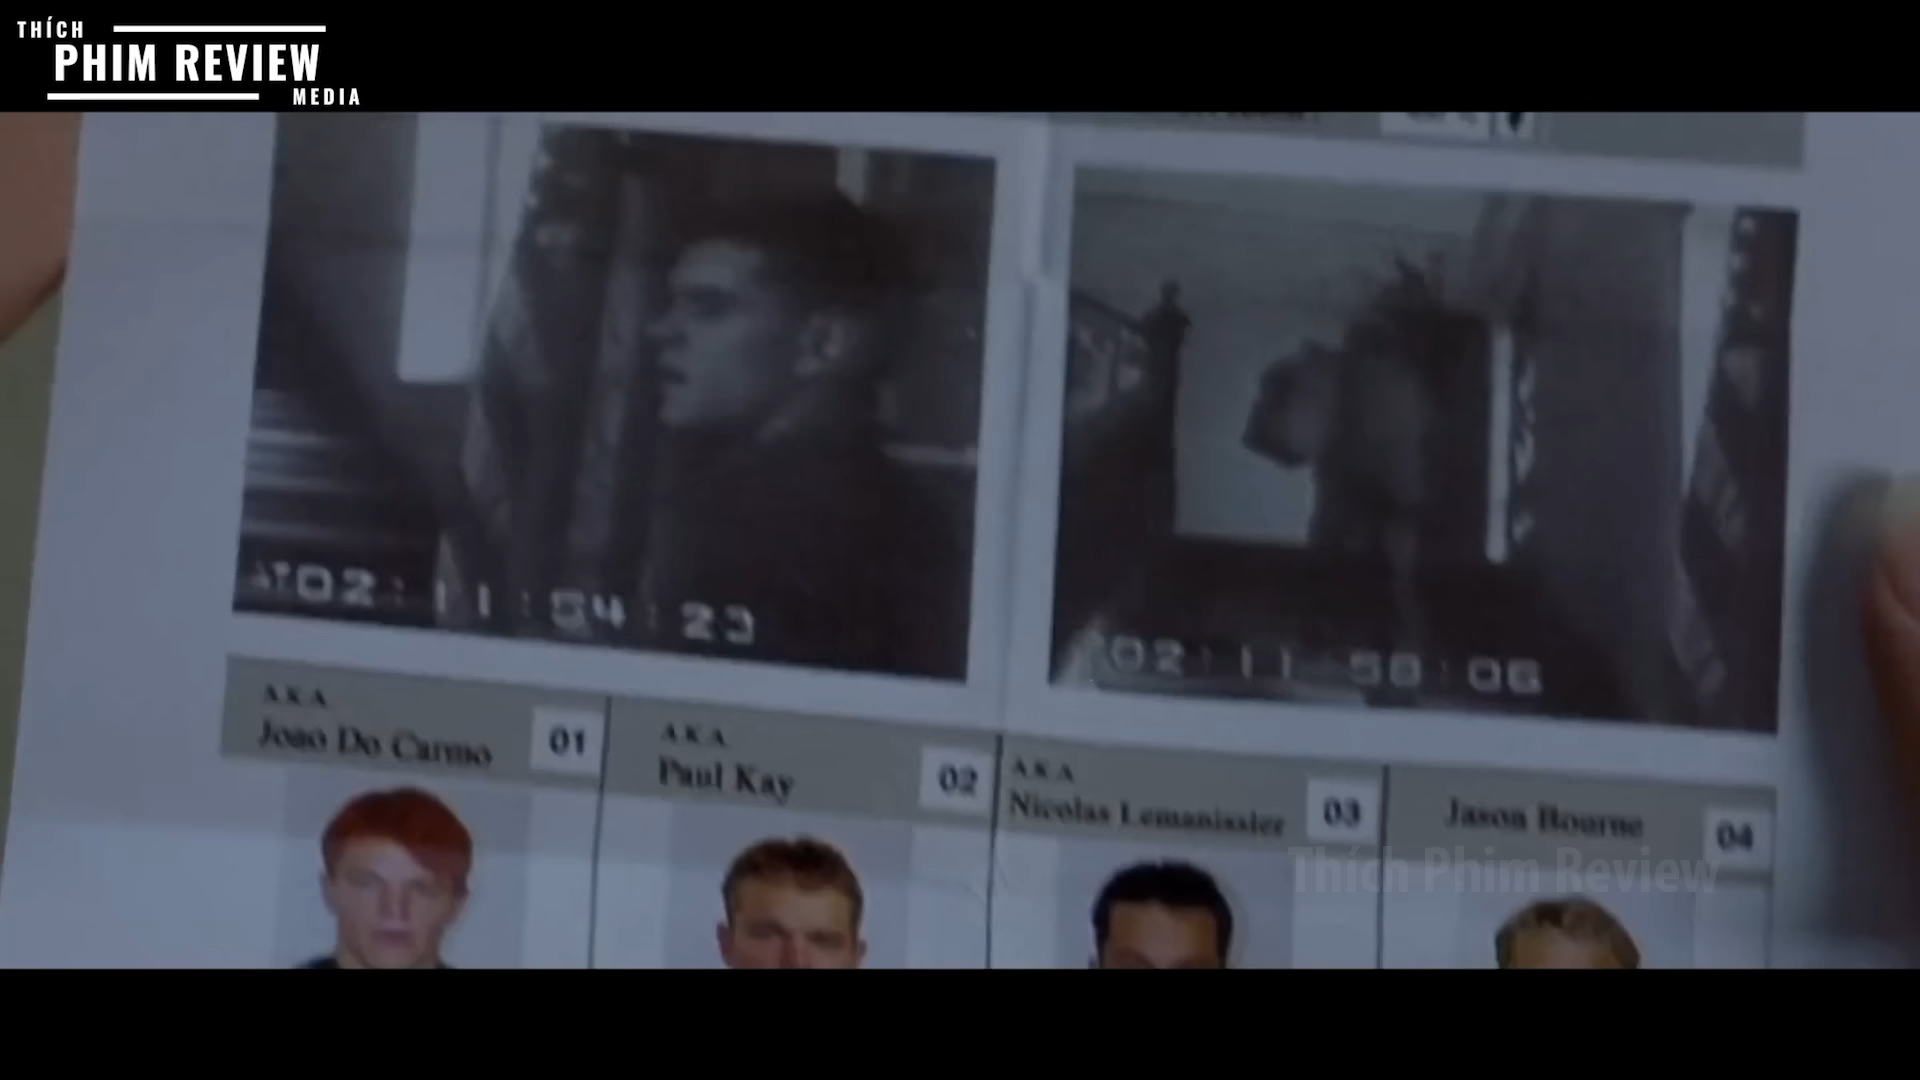 THÍCH
PHIM REVIEW
MEDIA
02:11:54:23
02:11:58:06
A.K.A
Joao Do Carmo
01
A.K.A
Paul Kay
02
A.K.A
Nicolas Lemanissier
03
Jason Bourne
04
Thích Phim Review